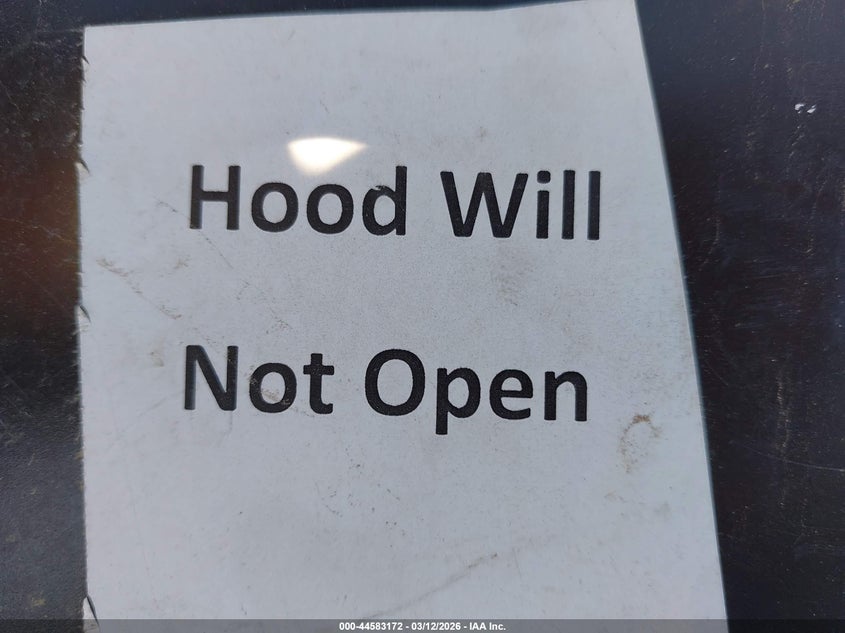 Hood Will
Not Open
000-44583172 - 03/12/2026 - IAA Inc.